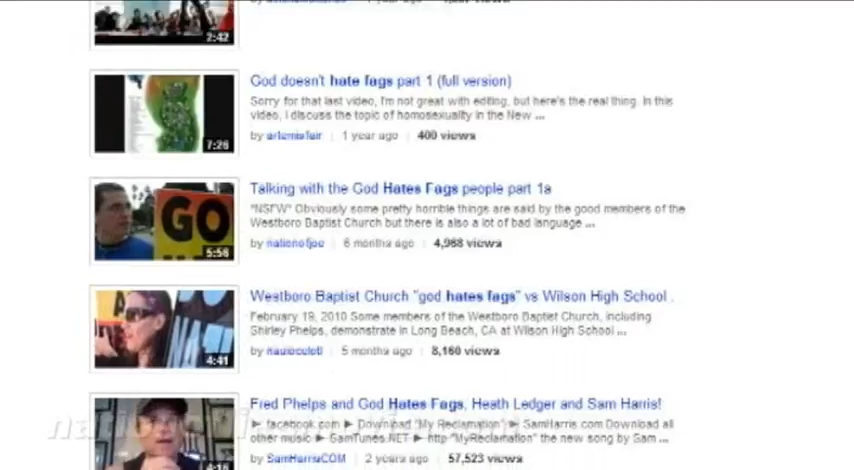 2:42
God doesn't hate fags part 1 (full version)
Sorry for that last video, I'm not great with editing, but here's the real thing. In this
video, I discuss the topic of homosexuality in the New ...
by artemisfair | 1 year ago | 400 views
7:26
Talking with the God Hates Fags people part 1a
*NSFW* Obviously some pretty horrible things are said by the good members of the
Westboro Baptist Church but there is also a lot of bad language ...
by nationofjoe | 6 months ago | 4,968 views
GO
5:56
Westboro Baptist Church "god hates fags" vs Wilson High School .
February 19, 2010 Some members of the Westboro Baptist Church, including
Shirley Phelps, demonstrate in Long Beach, CA at Wilson High School ...
by | 5 months ago | 8,160 views
4:41
Fred Phelps and God Hates Fags, Heath Ledger and Sam Harris!
► facebook.com ► Download "My Reclamation" ► SamHarris com Download all
other music ► SamTunes.NET ► http "MyReclamation" the new song by Sam ...
by SamHarrisCOM | 2 years ago | 57,523 views
4:16